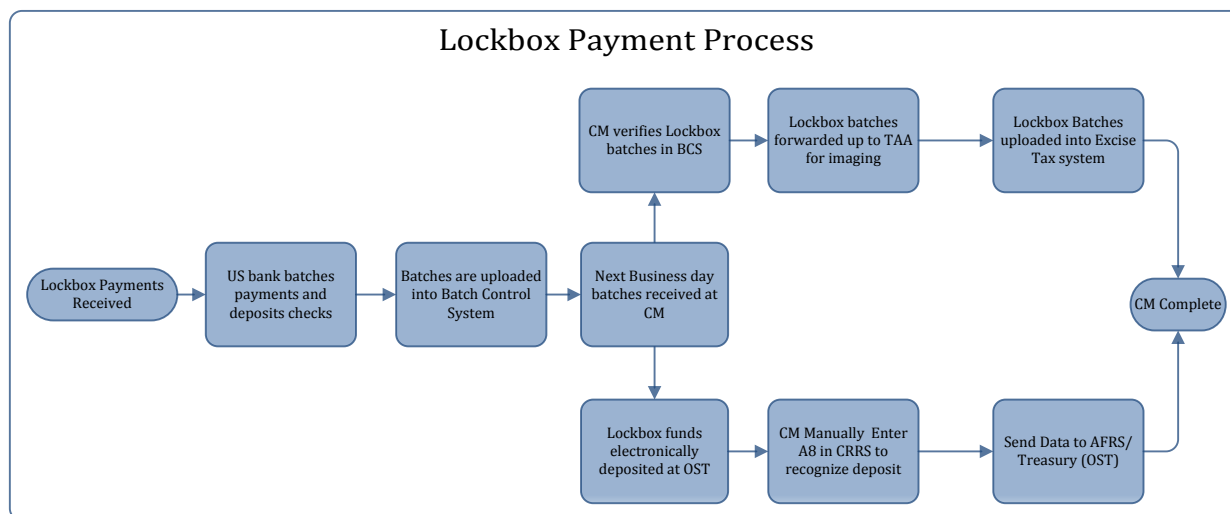 Lockbox Payment Process
CM verifies Lockbox
batches in BCS
Lockbox batches
forwarded up to TAA
for imaging
Lockbox Batches
uploaded into Excise
Tax system
Lockbox Payments
Received
US bank batches
payments and
deposits checks
Batches are uploaded
into Batch Control
System
Next Business day
batches received at
CM
CM Complete
Lockbox funds
electronically
deposited at OST
CM Manually Enter
A8 in CRRS to
recognize deposit
Send Data to AFRS/
Treasury (OST)